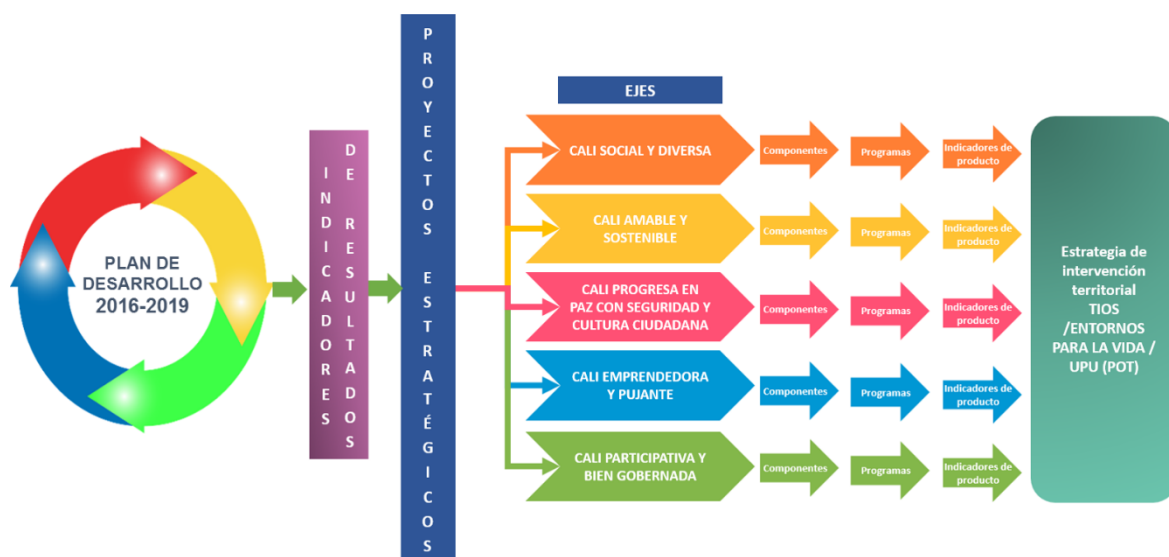 PLAN DE
DESARROLLO
2016-2019
INDICADORES
DE RESULTADOS
PROYECTOS ESTRATÉGICOS
EJES
CALI SOCIAL Y DIVERSA
Componentes
Programas
Indicadores de
producto
CALI AMABLE Y
SOSTENIBLE
Componentes
Programas
Indicadores de
producto
CALI PROGRESA EN
PAZ CON SEGURIDAD Y
CULTURA CIUDADANA
Componentes
Programas
Indicadores de
producto
CALI EMPRENDEDORA
Y PUJANTE
Componentes
Programas
Indicadores de
producto
CALI PARTICIPATIVA Y
BIEN GOBERNADA
Componentes
Programas
Indicadores de
producto
Estrategia de
intervención
territorial
TIOS
/ENTORNOS
PARA LA VIDA /
UPU (POT)